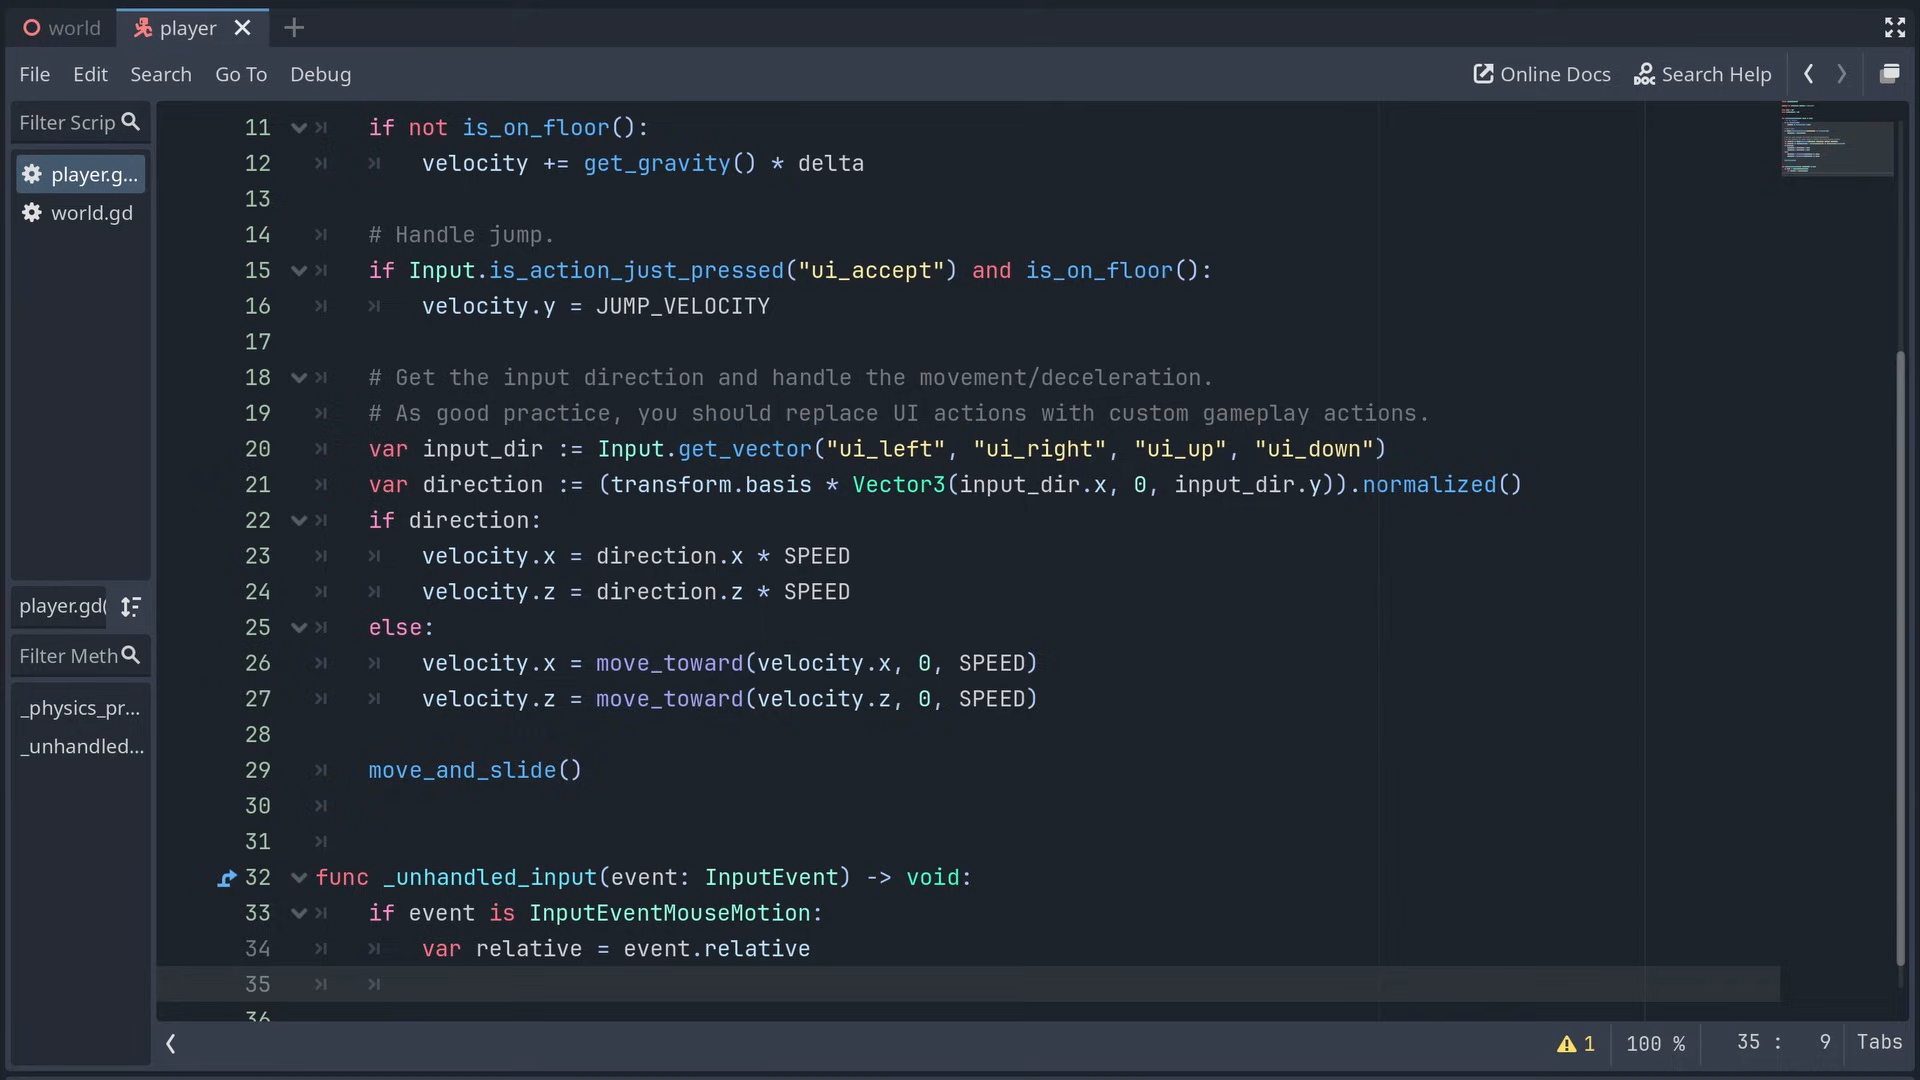 world
player
File Edit Search Go To Debug
Online Docs Search Help
Filter Scrip
player.g...
world.gd
player.gd(
Filter Meth
_physics_pr...
_unhandled...
11 if not is_on_floor():
12 velocity += get_gravity() * delta
13
14 # Handle jump.
15 if Input.is_action_just_pressed("ui_accept") and is_on_floor():
16 velocity.y = JUMP_VELOCITY
17
18 # Get the input direction and handle the movement/deceleration.
19 # As good practice, you should replace UI actions with custom gameplay actions.
20 var input_dir := Input.get_vector("ui_left", "ui_right", "ui_up", "ui_down")
21 var direction := (transform.basis * Vector3(input_dir.x, 0, input_dir.y)).normalized()
22 if direction:
23 velocity.x = direction.x * SPEED
24 velocity.z = direction.z * SPEED
25 else:
26 velocity.x = move_toward(velocity.x, 0, SPEED)
27 velocity.z = move_toward(velocity.z, 0, SPEED)
28
29 move_and_slide()
30
31
32 func _unhandled_input(event: InputEvent) -> void:
33 if event is InputEventMouseMotion:
34 var relative = event.relative
35
36
1 100 % 35 : 9 Tabs